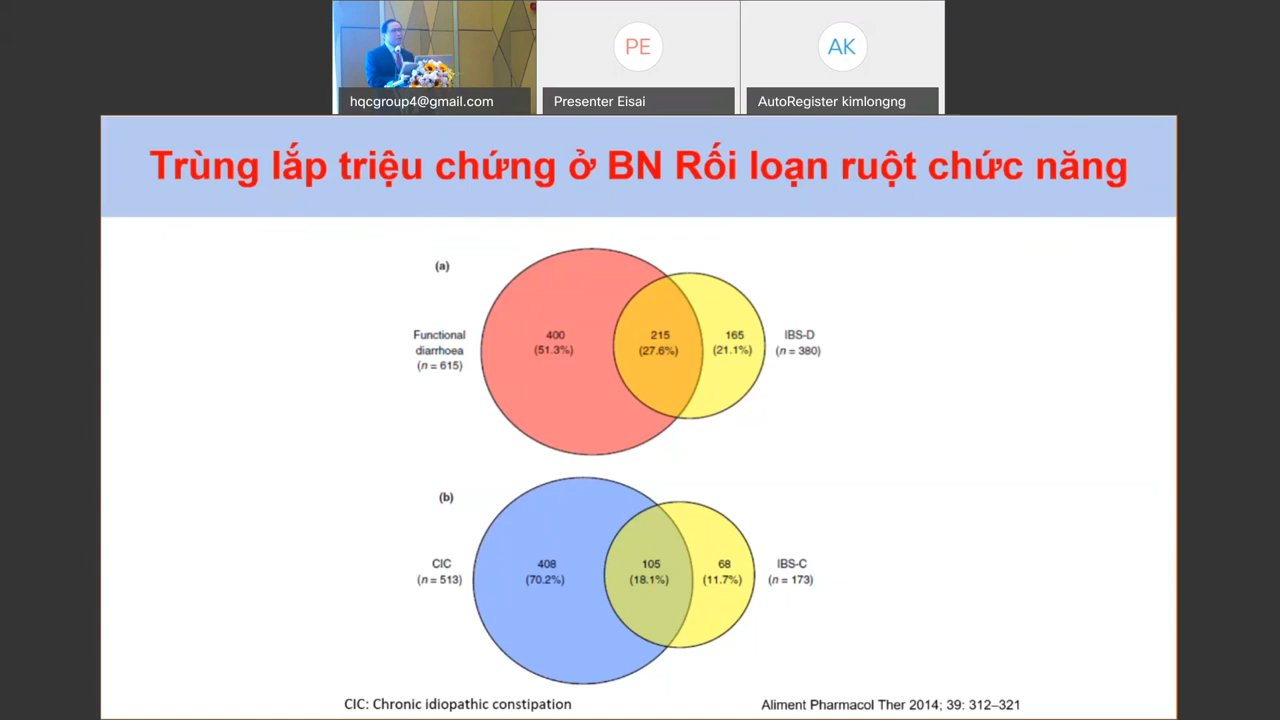 hqcgroup4@gmail.com
PE
Presenter Eisai
AK
AutoRegister kimlongng
Trùng lắp triệu chứng ở BN Rối loạn ruột chức năng
(a)
Functional
diarrhoea
(n = 615)
400
(51.3%)
215
(27.6%)
165
(21.1%)
IBS-D
(n = 380)
(b)
CIC
(n = 513)
408
(70.2%)
105
(18.1%)
68
(11.7%)
IBS-C
(n = 173)
CIC: Chronic idiopathic constipation
Aliment Pharmacol Ther 2014; 39: 312–321